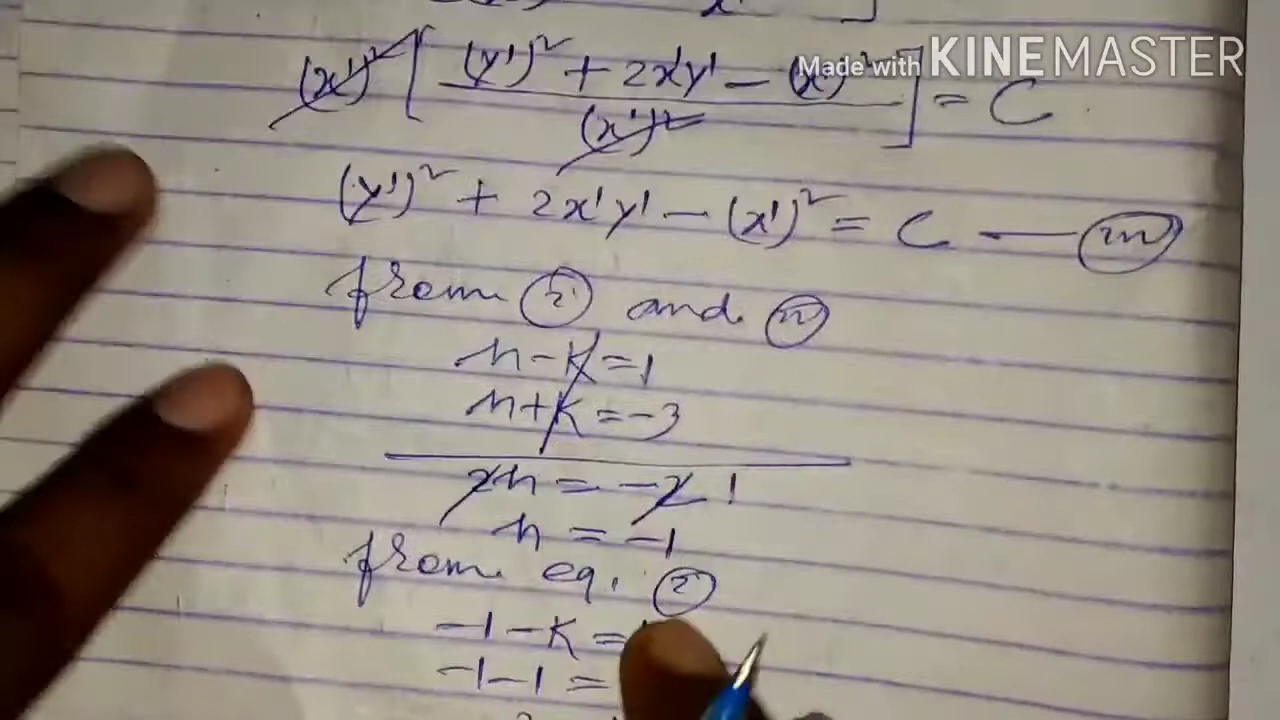 (x')² [ (y')² + 2x'y' - (x')² / (x')² ] = C
Made with KINEMASTER
(y')² + 2x'y' - (x')² = C — (iii)
from (i) and (ii)
h - k = 1
h + k = -3
2h = -2 1
h = -1
from eq. (i)
-1 - k =
-1 - 1 =